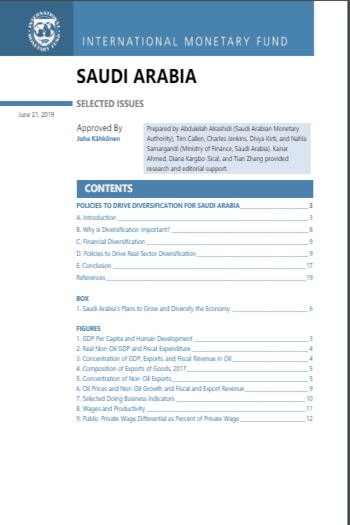 INTERNATIONAL MONETARY FUND
SAUDI ARABIA
SELECTED ISSUES
June 21, 2019
Approved By
Juha Kähkönen
Prepared by Abdulelah Alrashidi (Saudi Arabian Monetary
Authority), Tim Callen, Charles Jenkins, Divya Kirti, and Nahla
Samargandi (Ministry of Finance, Saudi Arabia). Kanar
Ahmed, Diana Kargbo-Sical, and Tian Zhang provided
research and editorial support.
CONTENTS
POLICIES TO DRIVE DIVERSIFICATION FOR SAUDI ARABIA 3
A. Introduction 3
B. Why is Diversification Important? 8
C. Financial Diversification 9
D. Policies to Drive Real Sector Diversification 9
E. Conclusion 17
References 19
BOX
1. Saudi Arabia's Plans to Grow and Diversify the Economy 6
FIGURES
1. GDP Per Capita and Human Development 3
2. Real Non-Oil GDP and Fiscal Expenditure 4
3. Concentration of GDP, Exports, and Fiscal Revenue in Oil 4
4. Composition of Exports of Goods, 2017 5
5. Concentration of Non-Oil Exports 5
6. Oil Prices and Non-Oil Growth and Fiscal and Export Revenue 9
7. Selected Doing Business Indicators 10
8. Wages and Productivity 11
9. Public-Private Wage Differential as Percent of Private Wage 12